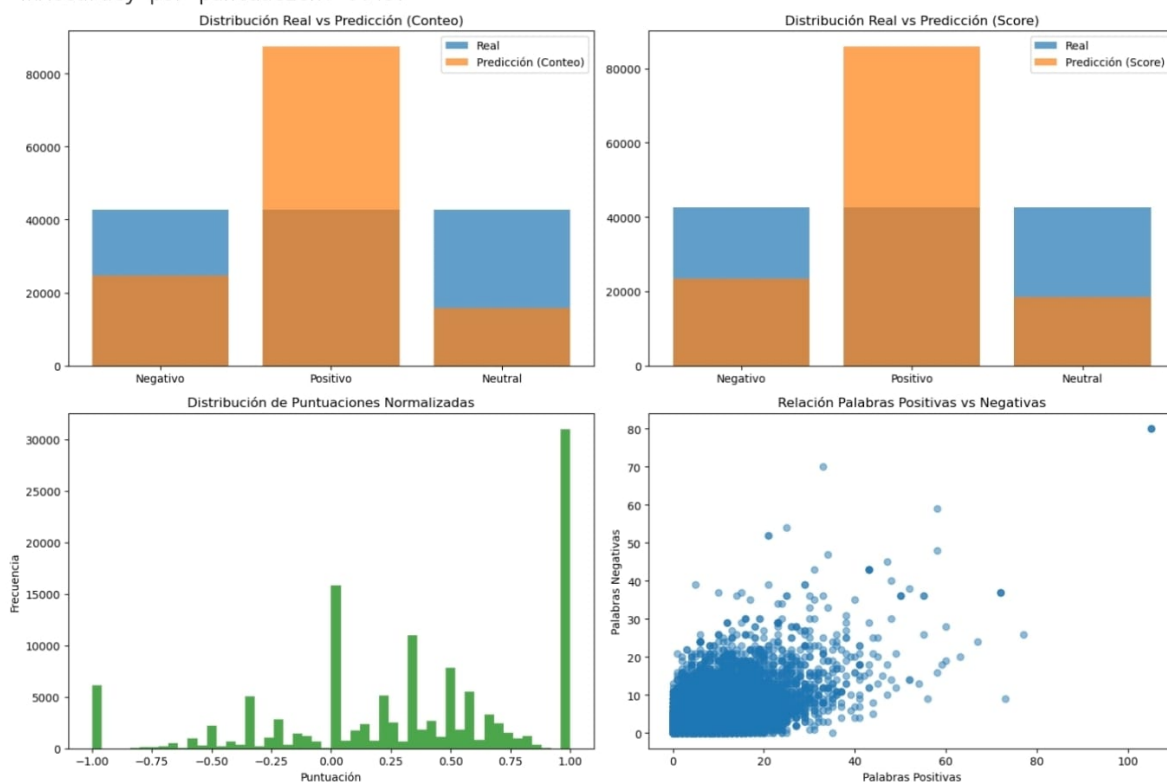 Distribución Real vs Predicción (Conteo)
Real
Predicción (Conteo)
80000
60000
40000
20000
0
Negativo
Positivo
Neutral
Distribución Real vs Predicción (Score)
Real
Predicción (Score)
80000
60000
40000
20000
0
Negativo
Positivo
Neutral
Distribución de Puntuaciones Normalizadas
Frecuencia
30000
25000
20000
15000
10000
5000
0
−1.00 −0.75 −0.50 −0.25 0.00 0.25 0.50 0.75 1.00
Puntuación
Relación Palabras Positivas vs Negativas
Palabras Negativas
80
70
60
50
40
30
20
10
0
0 20 40 60 80 100
Palabras Positivas